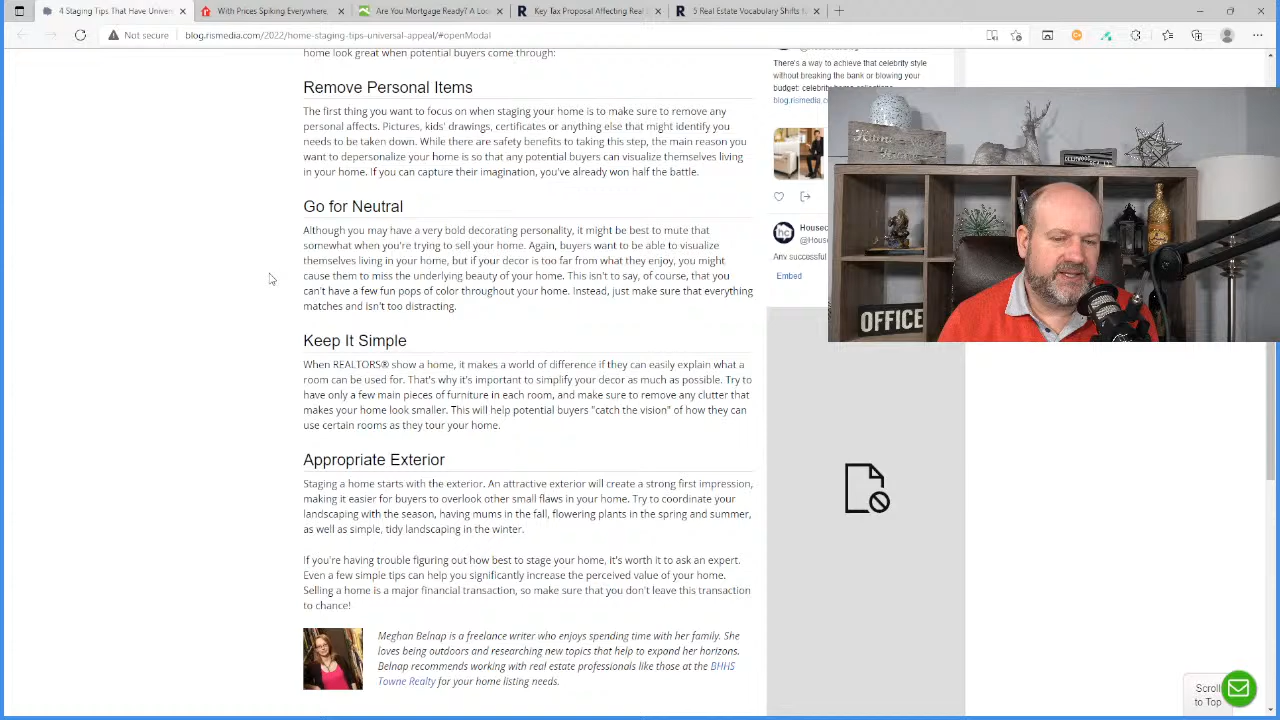 4 Staging Tips That Have Univer
With Prices Spiking Everywhere,
Are You Mortgage Ready? A Lo
Key Tax Proposal Affecting Real
5 Real Estate Vocabulary Shifts
Not secure
blog.rismedia.com/2022/home-staging-tips-universal-appeal/#openModal
home look great when potential buyers come through:
Remove Personal Items
The first thing you want to focus on when staging your home is to make sure to remove any
personal affects. Pictures, kids' drawings, certificates or anything else that might identify you
needs to be taken down. While there are safety benefits to taking this step, the main reason you
want to depersonalize your home is so that any potential buyers can visualize themselves living
in your home. If you can capture their imagination, you've already won half the battle.
Go for Neutral
Although you may have a very bold decorating personality, it might be best to mute that
somewhat when you're trying to sell your home. Again, buyers want to be able to visualize
themselves living in your home, but if your decor is too far from what they enjoy, you might
cause them to miss the underlying beauty of your home. This isn't to say, of course, that you
can't have a few fun pops of color throughout your home. Instead, just make sure that everything
matches and isn't too distracting.
Keep It Simple
When REALTORS® show a home, it makes a world of difference if they can easily explain what a
room can be used for. That's why it's important to simplify your decor as much as possible. Try to
have only a few main pieces of furniture in each room, and make sure to remove any clutter that
makes your home look smaller. This will help potential buyers "catch the vision" of how they can
use certain rooms as they tour your home.
Appropriate Exterior
Staging a home starts with the exterior. An attractive exterior will create a strong first impression,
making it easier for buyers to overlook other small flaws in your home. Try to coordinate your
landscaping with the season, having mums in the fall, flowering plants in the spring and summer,
as well as simple, tidy landscaping in the winter.
If you're having trouble figuring out how best to stage your home, it's worth it to ask an expert.
Even a few simple tips can help you significantly increase the perceived value of your home.
Selling a home is a major financial transaction, so make sure that you don't leave this transaction
to chance!
Meghan Belnap is a freelance writer who enjoys spending time with her family. She
loves being outdoors and researching new topics that help to expand her horizons.
Belnap recommends working with real estate professionals like those at the BHHS
Towne Realty for your home listing needs.
There's a way to achieve that celebrity style
without breaking the bank or blowing your
budget: celebrity
blog.rismedia.c
hc
Housec
@House
Any successful
Embed
OFFICE
Scroll
to Top